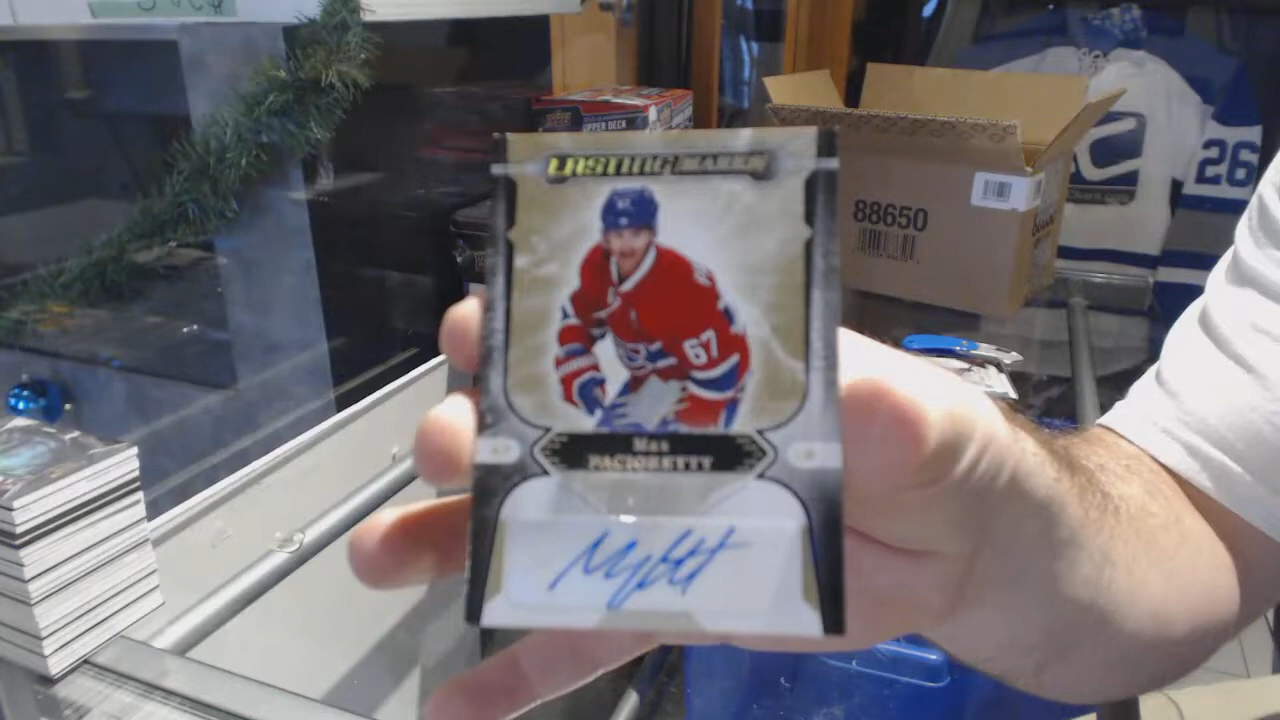 UPPER DECK
LASTING MARKS
26
88650
67
Max
PACIORETTY